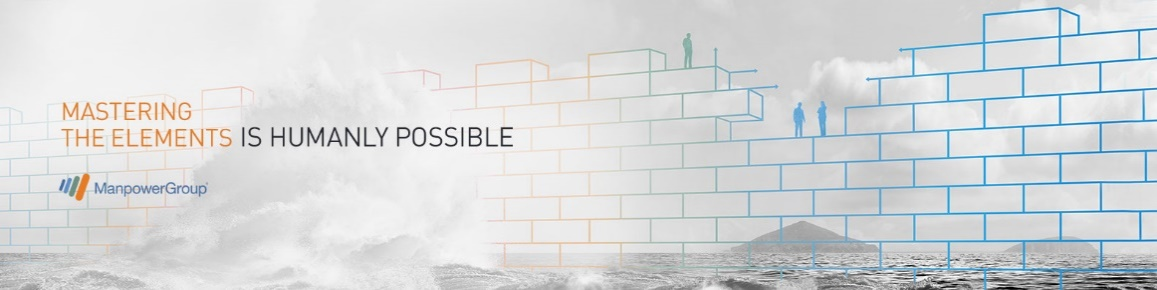 MASTERING
THE ELEMENTS IS HUMANLY POSSIBLE
ManpowerGroup